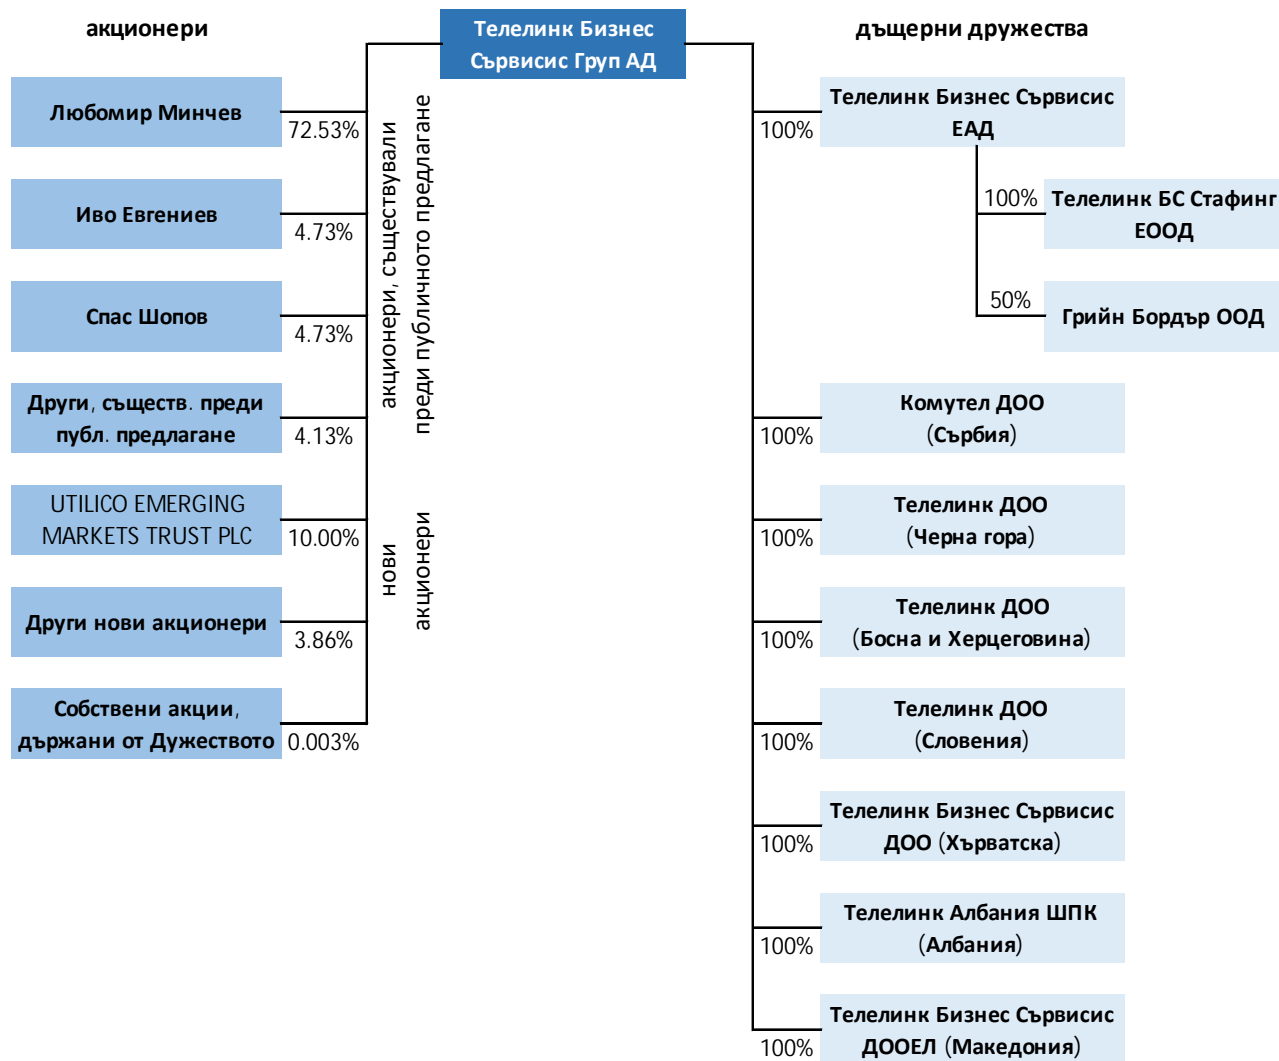 акционери
Телелинк Бизнес
Сървисис Груп АД
дъщерни дружества
Любомир Минчев
72.53%
Иво Евгениев
4.73%
Спас Шопов
4.73%
Други, съществ. преди
публ. предлагане
4.13%
UTILICO EMERGING
MARKETS TRUST PLC
10.00%
Други нови акционери
3.86%
Собствени акции,
държани от Дужеството
0.003%
акционери, съществували
преди публичното предлагане
нови
акционери
Телелинк Бизнес Сървисис
ЕАД
100%
100%
Телелинк БС Стафинг
ЕООД
50%
Грийн Бордър ООД
Комутел ДОО
(Сърбия)
100%
Телелинк ДОО
(Черна гора)
100%
Телелинк ДОО
(Босна и Херцеговина)
100%
Телелинк ДОО
(Словения)
100%
Телелинк Бизнес Сървисис
ДОО (Хърватска)
100%
Телелинк Албания ШПК
(Албания)
100%
Телелинк Бизнес Сървисис
ДООЕЛ (Македония)
100%